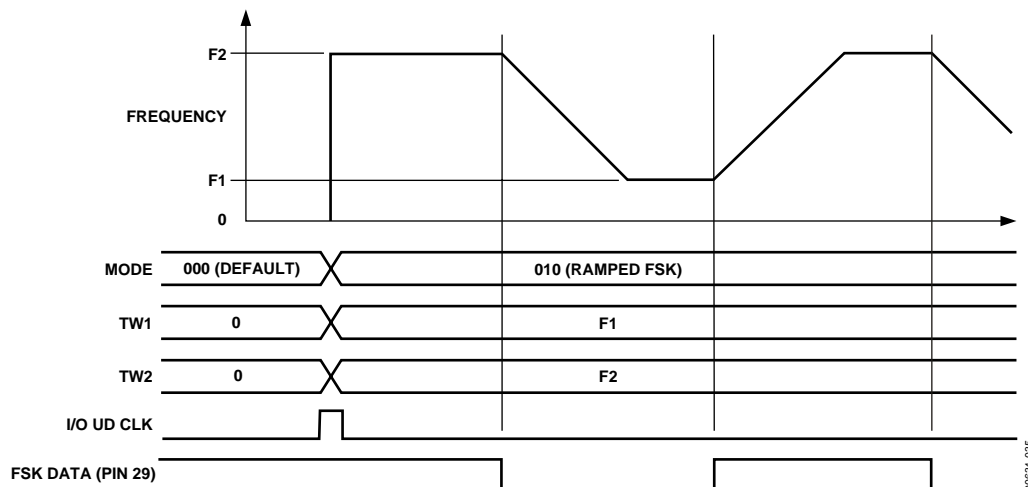 F2
FREQUENCY
F1
0
MODE 000 (DEFAULT) 010 (RAMPED FSK)
TW1 0 F1
TW2 0 F2
I/O UD CLK
FSK DATA (PIN 29)